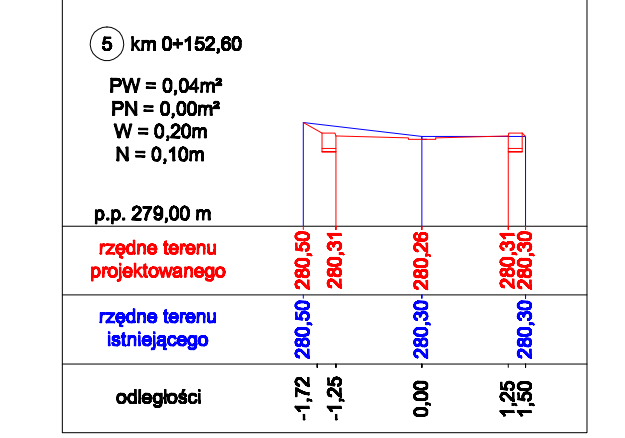 5 km 0+152,60
PW = 0,04m²
PN = 0,00m²
W = 0,20m
N = 0,10m
p.p. 279,00 m
rzędne terenu
projektowanego
280,50 280,31 280,26 280,31 280,30
rzędne terenu
istniejącego
280,50 280,30 280,30
odległości
-1,72 -1,25 0,00 1,25 1,50